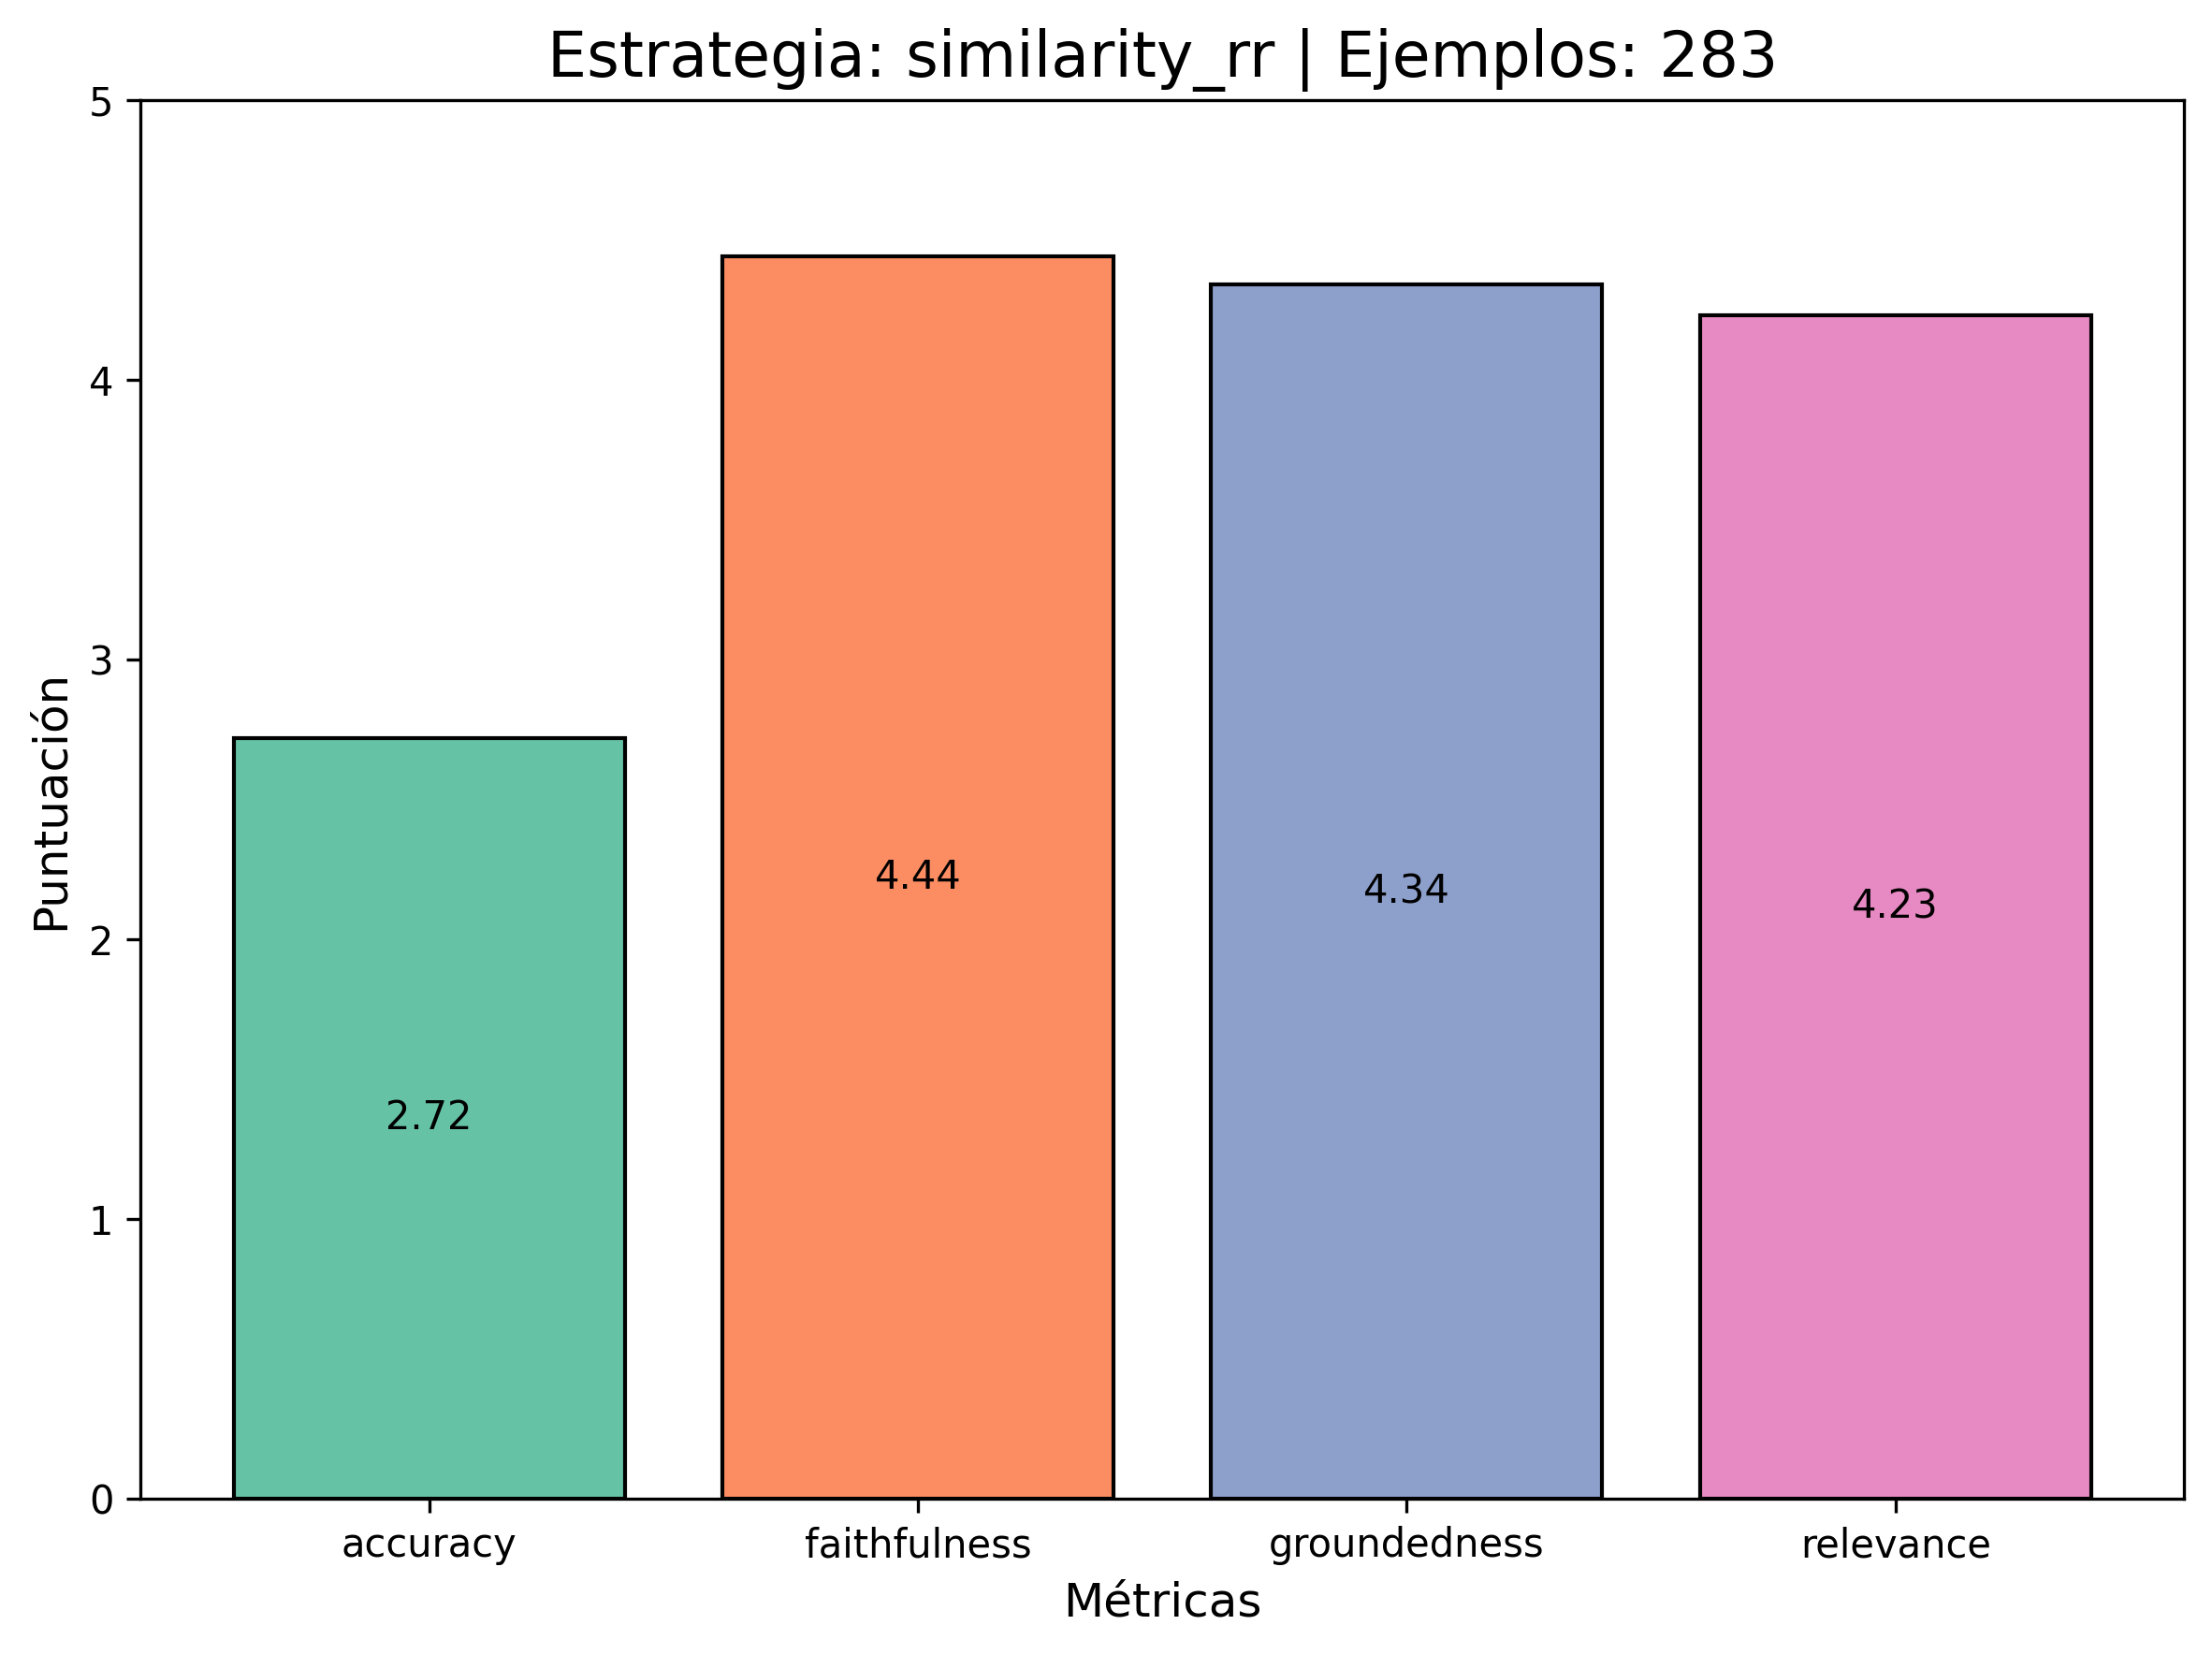 Estrategia: similarity_rr | Ejemplos: 283
5
4
3
2
1
0
Puntuación
2.72
4.44
4.34
4.23
accuracy
faithfulness
groundedness
relevance
Métricas